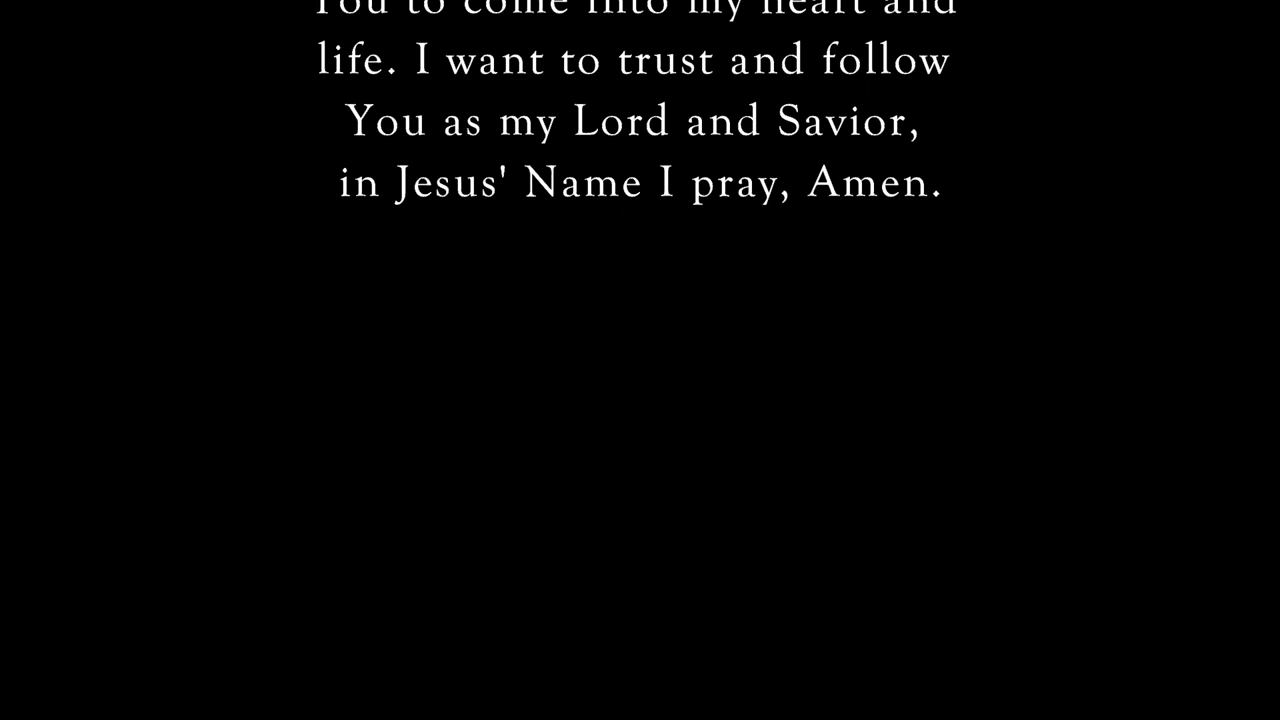 You to come into my heart and
life. I want to trust and follow
You as my Lord and Savior,
in Jesus' Name I pray, Amen.